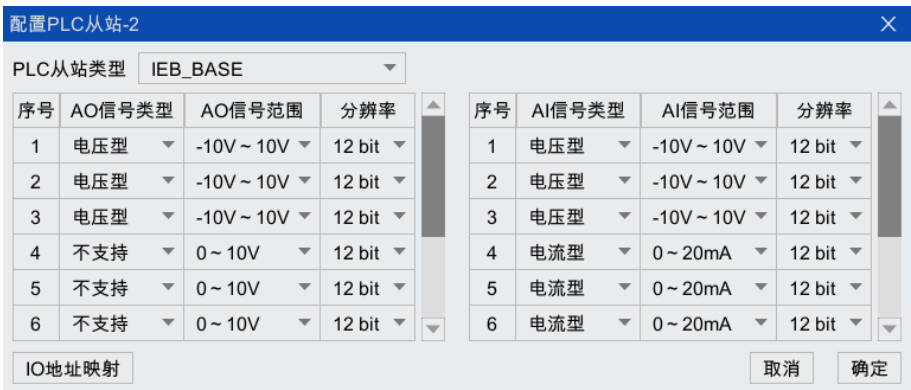 配置PLC从站-2
PLC从站类型 IEB_BASE
序号 AO信号类型 AO信号范围 分辨率 序号 AI信号类型 AI信号范围 分辨率
1 电压型 -10V ~ 10V 12 bit 1 电压型 -10V ~ 10V 12 bit
2 电压型 -10V ~ 10V 12 bit 2 电压型 -10V ~ 10V 12 bit
3 电压型 -10V ~ 10V 12 bit 3 电压型 -10V ~ 10V 12 bit
4 不支持 0 ~ 10V 12 bit 4 电流型 0 ~ 20mA 12 bit
5 不支持 0 ~ 10V 12 bit 5 电流型 0 ~ 20mA 12 bit
6 不支持 0 ~ 10V 12 bit 6 电流型 0 ~ 20mA 12 bit
IO地址映射 取消 确定